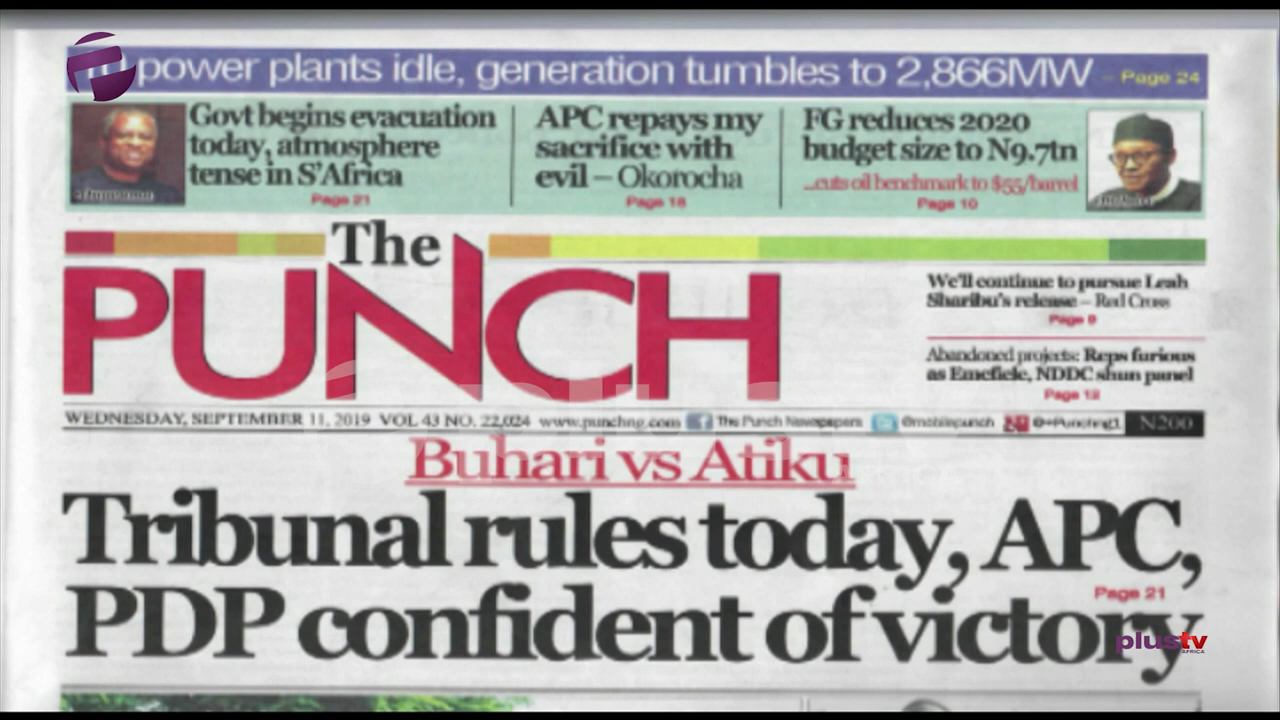 power plants idle, generation tumbles to 2,866MW – Page 24
Govt begins evacuation
today, atmosphere
tense in S'Africa
Page 21
APC repays my
sacrifice with
evil – Okorocha
Page 18
FG reduces 2020
budget size to N9.7tn
...cuts oil benchmark to $55/barrel
Page 10
The
PUNCH
We'll continue to pursue Leah
Sharibu's release – Red Cross
Page 9
Abandoned projects: Reps furious
as Emefiele, NDDC shun panel
Page 12
WEDNESDAY, SEPTEMBER 11, 2019 VOL 43 NO. 22,024 www.punchng.com The Punch Newspapers @mobilepunch @+Punchng1 N200
Buhari vs Atiku
Tribunal rules today, APC,
PDP confident of victory
Page 21
plustv
AFRICA